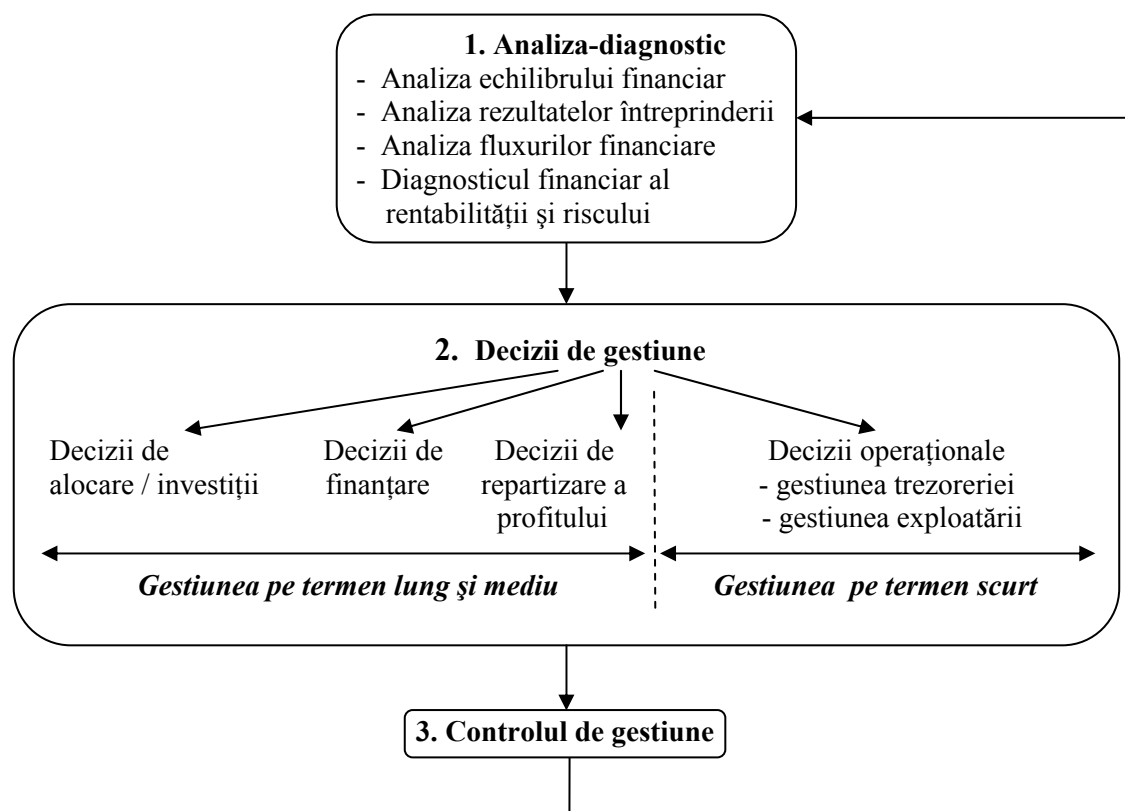 1. Analiza-diagnostic
- Analiza echilibrului financiar
- Analiza rezultatelor întreprinderii
- Analiza fluxurilor financiare
- Diagnosticul financiar al
rentabilității şi riscului
2. Decizii de gestiune
Decizii de
alocare / investiții
Decizii de
finanțare
Decizii de
repartizare a
profitului
Decizii operaționale
- gestiunea trezoreriei
- gestiunea exploatării
Gestiunea pe termen lung şi mediu
Gestiunea pe termen scurt
3. Controlul de gestiune